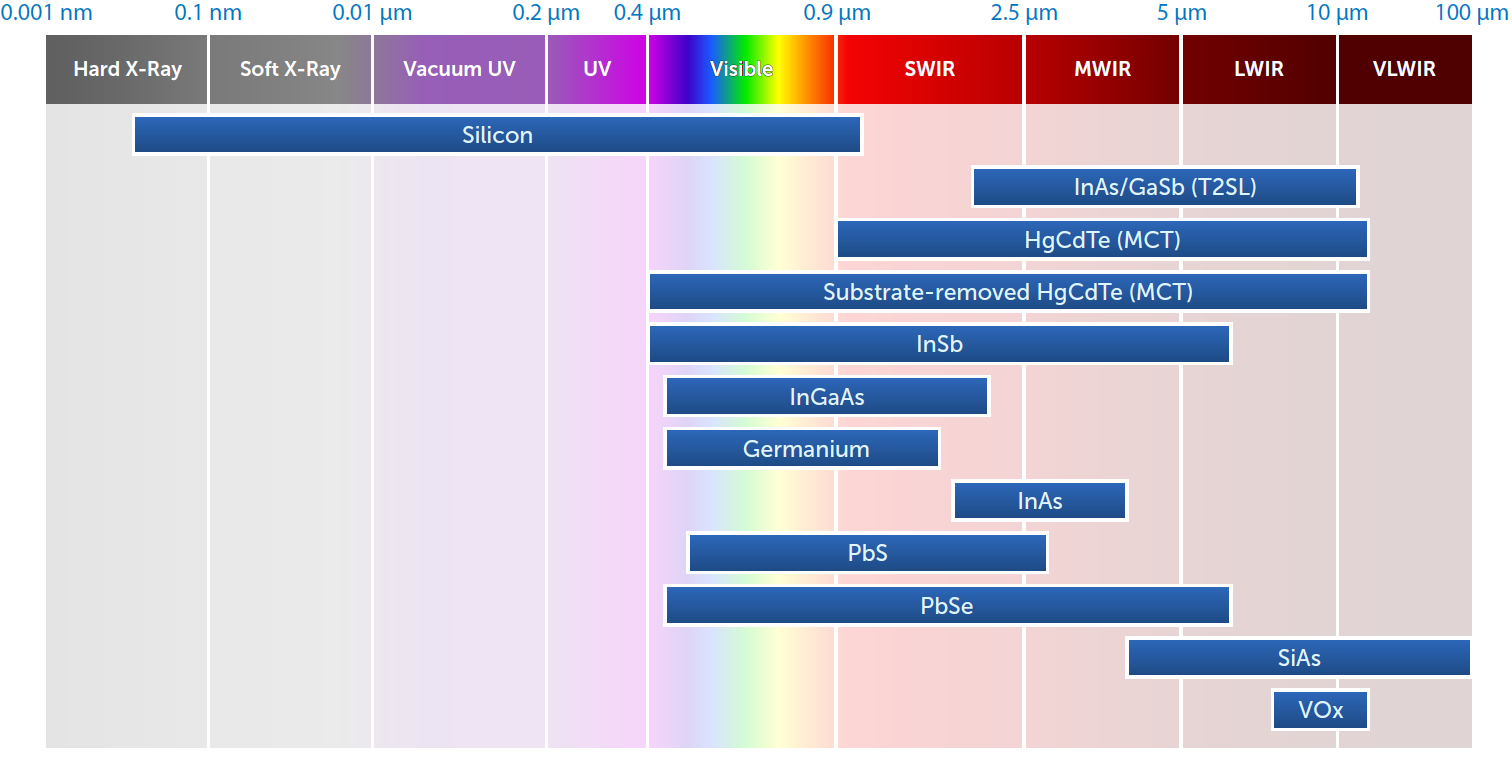 0.001 nm 0.1 nm 0.01 µm 0.2 µm 0.4 µm 0.9 µm 2.5 µm 5 µm 10 µm 100 µm
Hard X-Ray Soft X-Ray Vacuum UV UV Visible SWIR MWIR LWIR VLWIR
Silicon
InAs/GaSb (T2SL)
HgCdTe (MCT)
Substrate-removed HgCdTe (MCT)
InSb
InGaAs
Germanium
InAs
PbS
PbSe
SiAs
VOx